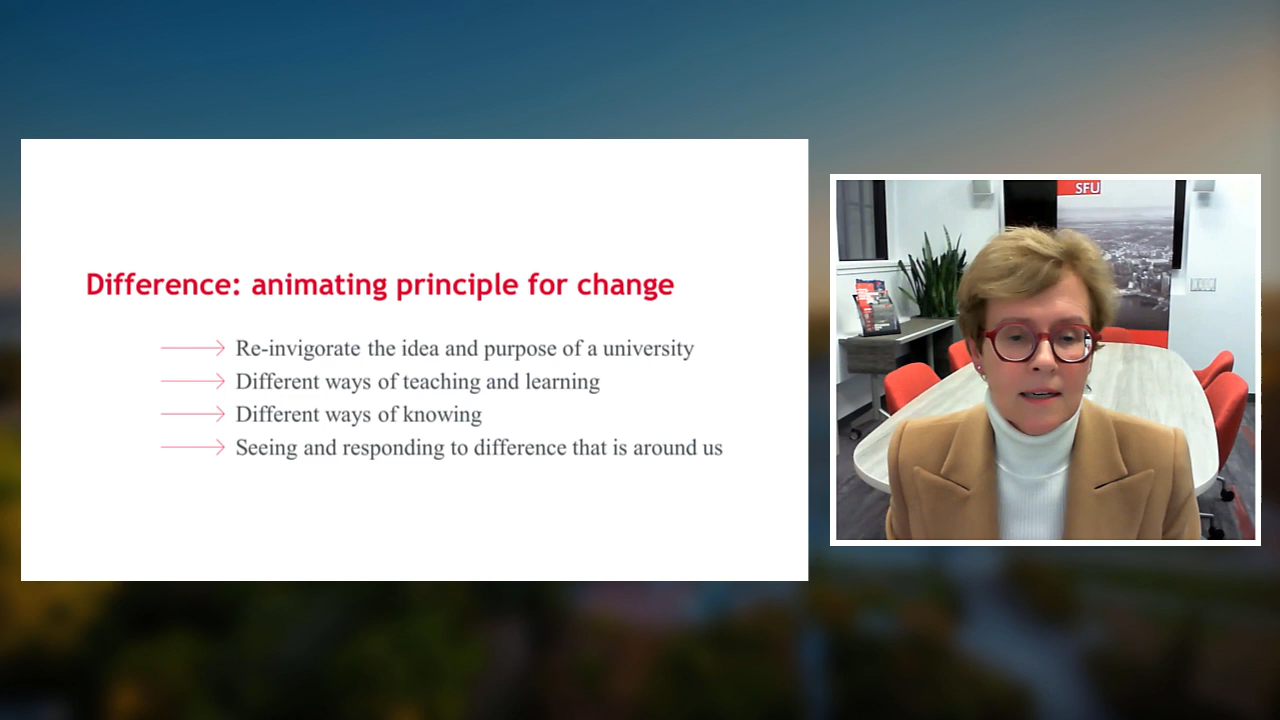 Difference: animating principle for change
Re-invigorate the idea and purpose of a university
Different ways of teaching and learning
Different ways of knowing
Seeing and responding to difference that is around us
SFU